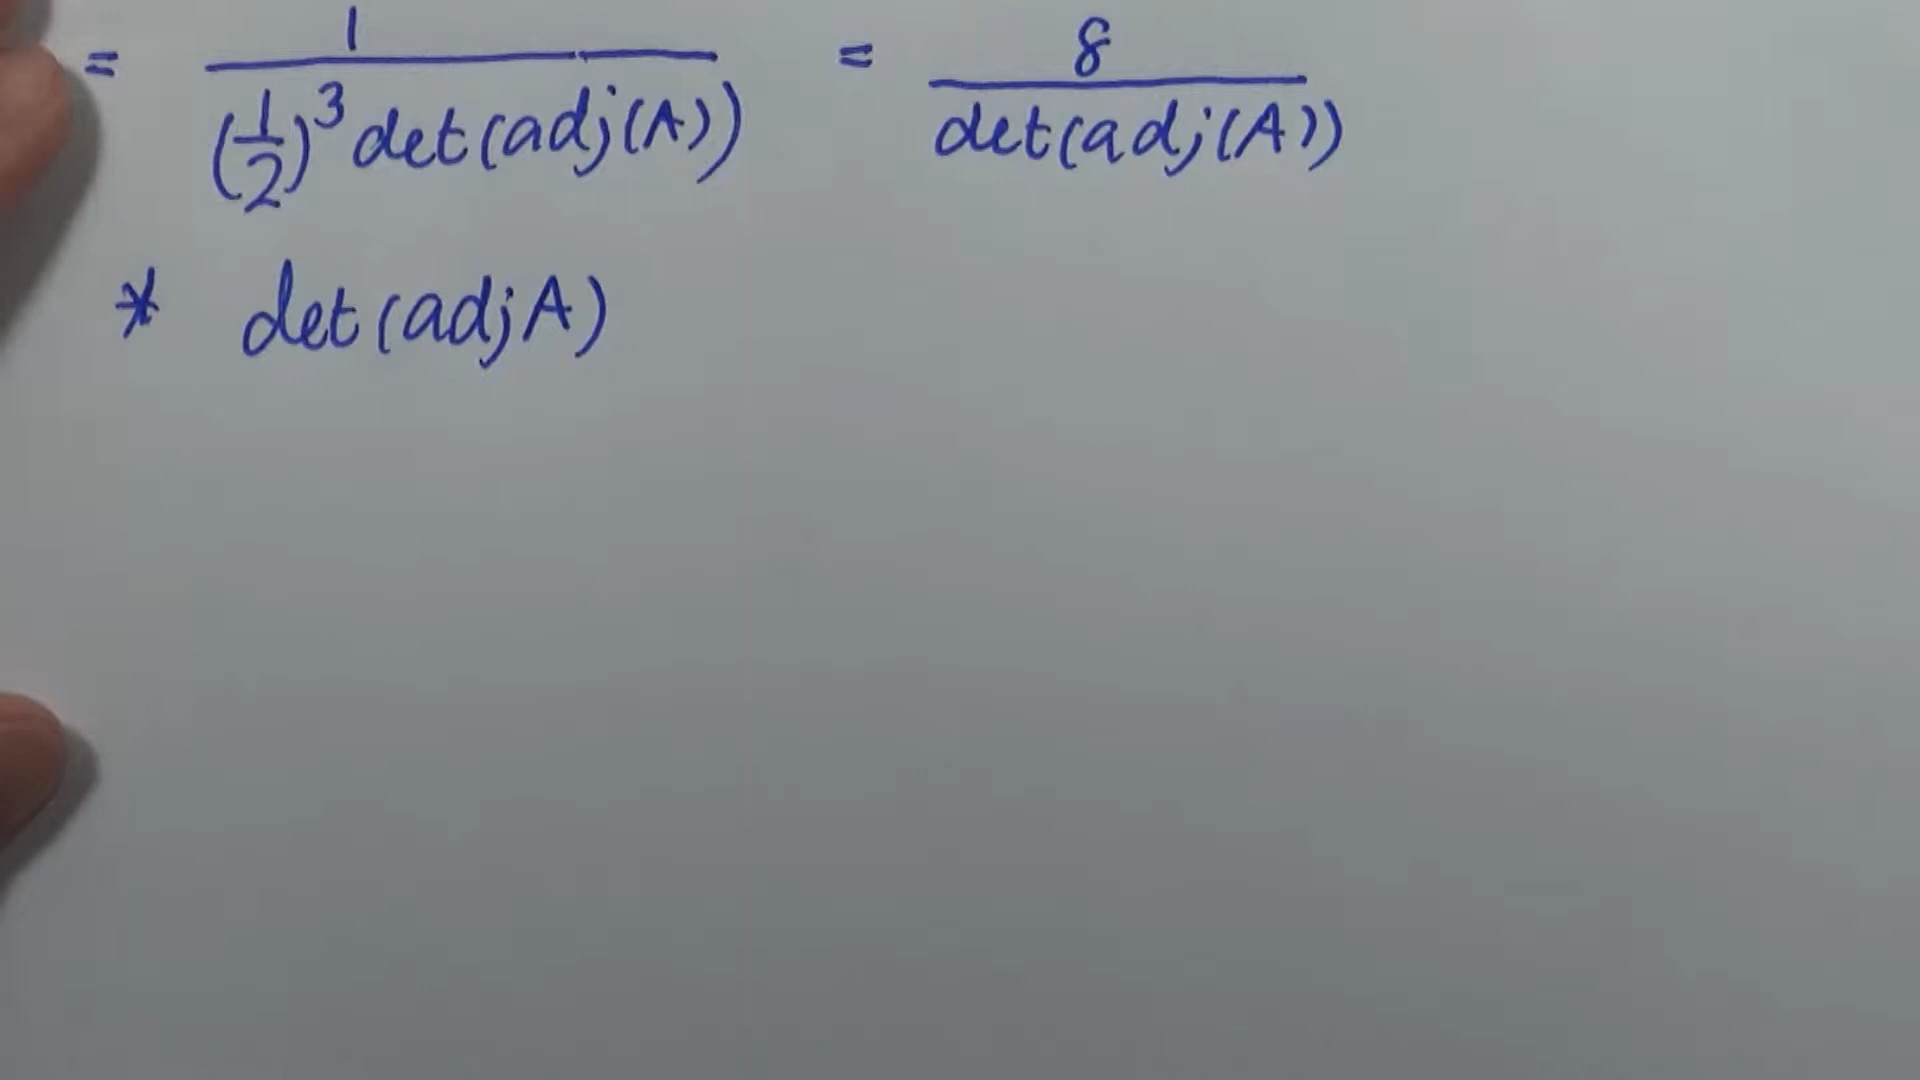 = 1/((1/2)^3 det(adj(A))) = 8/det(adj(A))
* det(adjA)